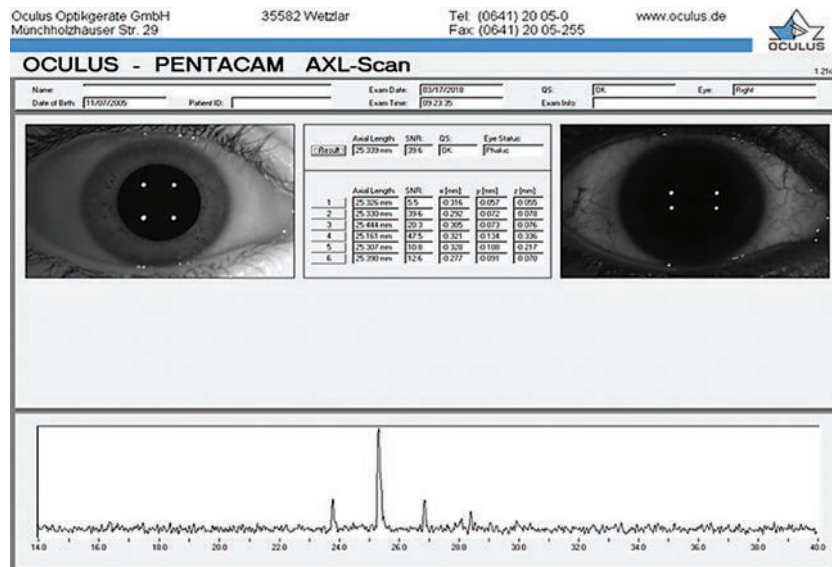 Oculus Optikgeräte GmbH 35582 Wetzlar Tel: (0641) 20 05-0 www.oculus.de
Münchholzhäuser Str. 29 Fax: (0641) 20 05-255
OCULUS
OCULUS - PENTACAM AXL-Scan
Name: Exam Date: 03/17/2018 QS: OK Eye: Right
Date of Birth: 11/07/2005 Patient ID: Exam Time: 09:23:35 Exam Info:
Axial Length: SNR: QS: Eye Status:
Result: 25.339 mm 39.6 OK Phakic
Axial Length SNR: x [mm] y [mm] z [mm]
1 25.326 mm 5.5 0.316 0.057 0.055
2 25.330 mm 39.6 0.292 0.072 0.078
3 25.444 mm 20.3 0.305 0.073 0.076
4 25.161 mm 47.5 0.321 0.134 0.336
5 25.307 mm 10.8 0.328 0.217
6 25.398 mm 12.6 0.277 0.091 0.070
14.0 16.0 18.0 20.0 22.0 24.0 26.0 28.0 30.0 32.0 34.0 36.0 38.0 40.0